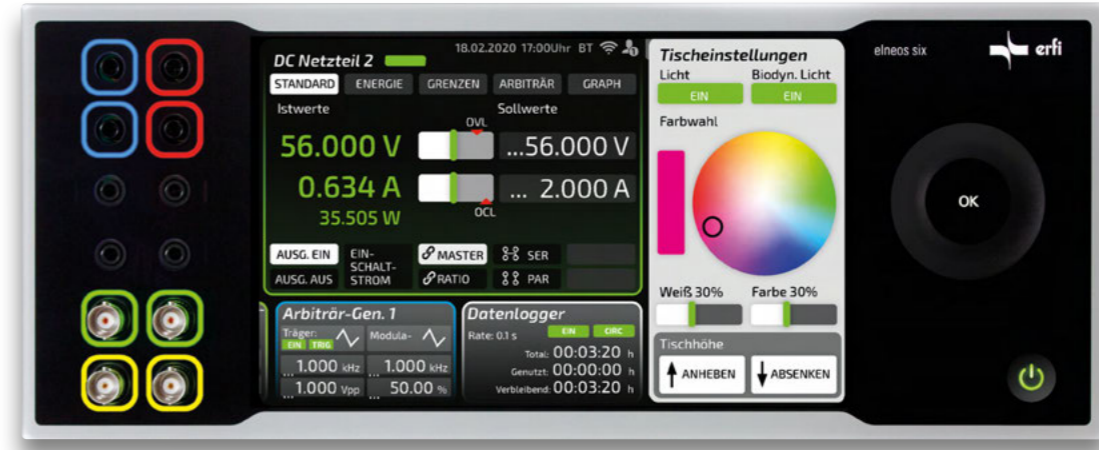 18.02.2020 17:00Uhr BT
DC Netzteil 2
STANDARD ENERGIE GRENZEN ARBITRÄR GRAPH
Istwerte Sollwerte
OVL
56.000 V ...56.000 V
0.634 A ... 2.000 A
35.505 W OCL
AUSG. EIN EIN-SCHALT-STROM MASTER SER
AUSG. AUS RATIO PAR
Arbiträr-Gen. 1
Träger: Modula-
EIN TRIG
...1.000 kHz ...1.000 kHz
...1.000 Vpp ...50.00 %
Datenlogger
Rate: 0.1 s EIN CIRC
Total: 00:03:20 h
Genutzt: 00:00:00 h
Verbleibend: 00:03:20 h
Tischeinstellungen
Licht Biodyn. Licht
EIN EIN
Farbwahl
Weiß 30% Farbe 30%
Tischhöhe
ANHEBEN ABSENKEN
elneos six erfi
OK